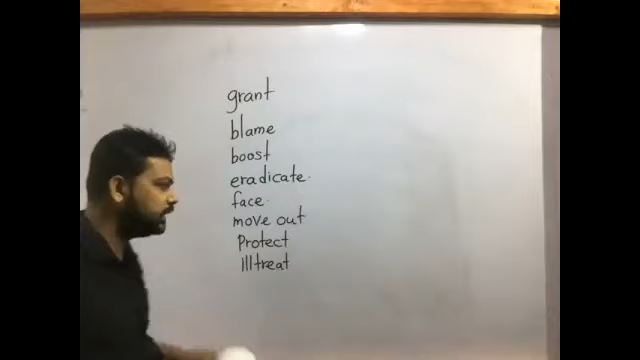 grant
blame
boost
eradicate.
face.
move out
Protect
Illtreat